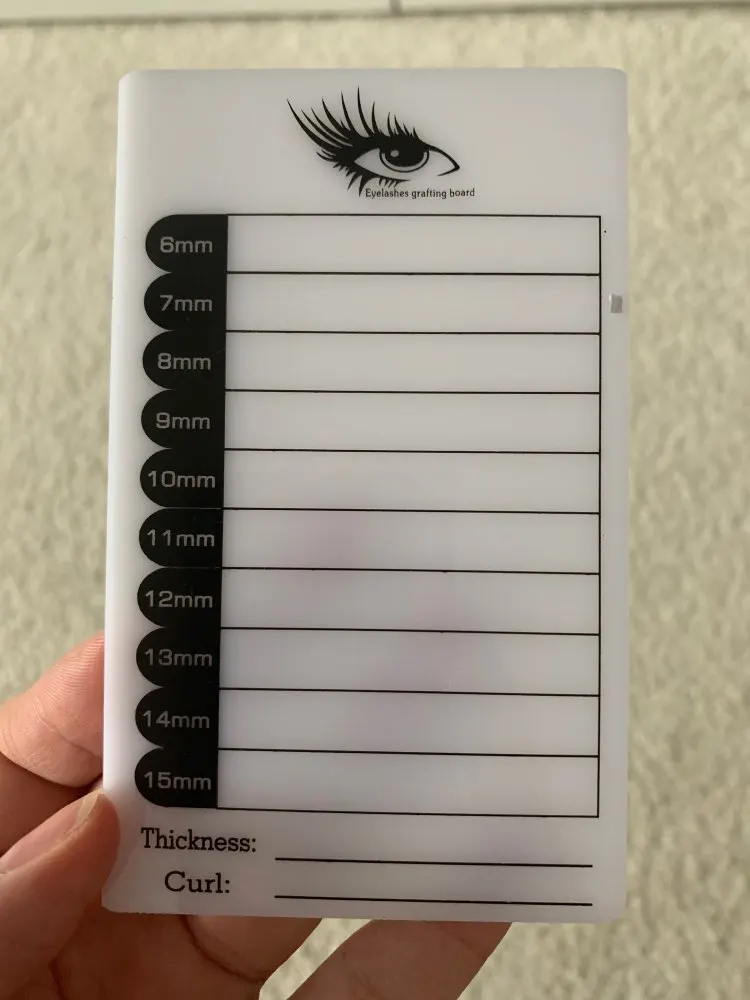 Eyelashes grafting board
6mm
7mm
8mm
9mm
10mm
11mm
12mm
13mm
14mm
15mm
Thickness:
Curl: